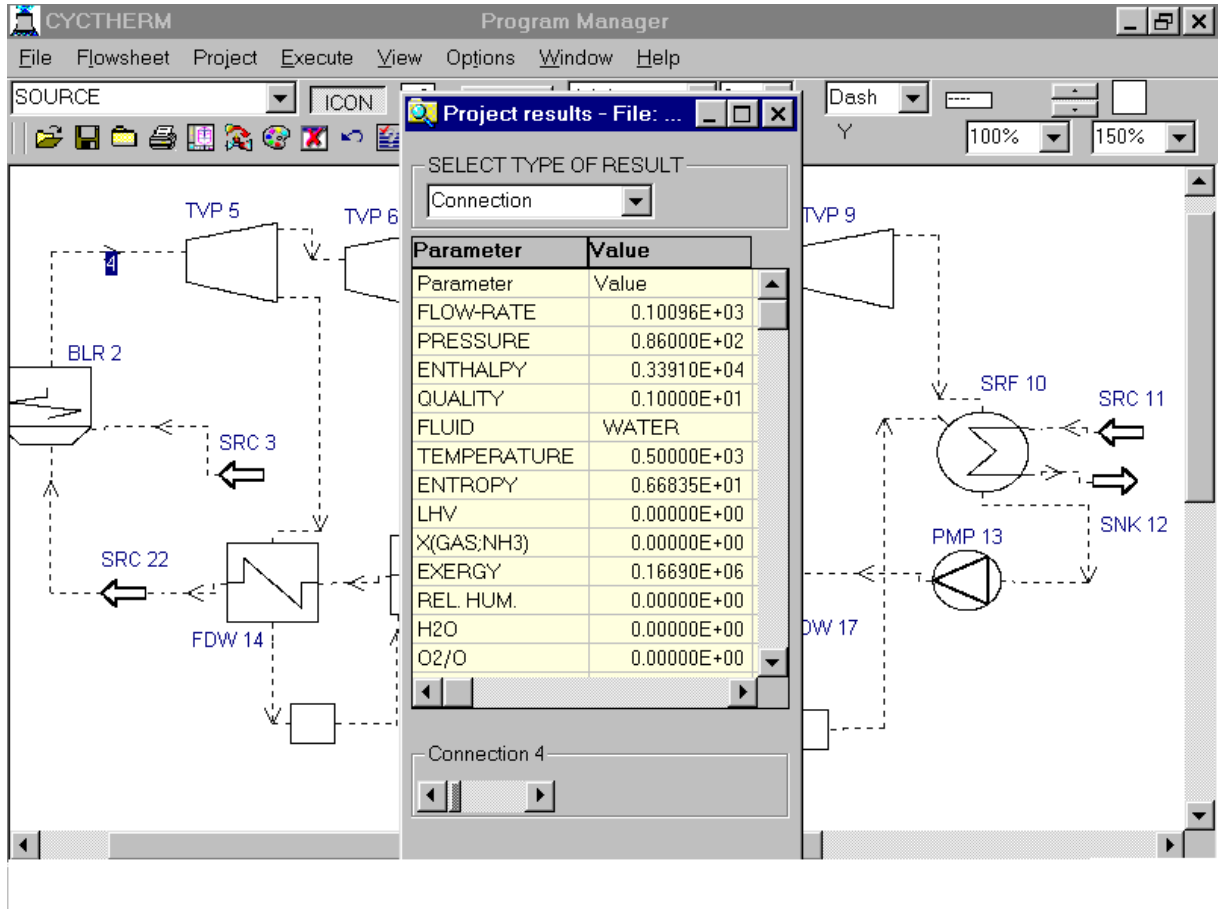 CYCTHERM Program Manager
File Flowsheet Project Execute View Options Window Help
SOURCE ICON Dash
Y 100% 150%
Project results - File: ...
SELECT TYPE OF RESULT
Connection
Parameter Value
Parameter Value
FLOW-RATE 0.10096E+03
PRESSURE 0.86000E+02
ENTHALPY 0.33910E+04
QUALITY 0.10000E+01
FLUID WATER
TEMPERATURE 0.50000E+03
ENTROPY 0.66835E+01
LHV 0.00000E+00
X(GAS;NH3) 0.00000E+00
EXERGY 0.16690E+06
REL. HUM. 0.00000E+00
H2O 0.00000E+00
O2/O 0.00000E+00
Connection 4
TVP 5
TVP 6
TVP 9
4
BLR 2
SRC 3
SRF 10
SRC 11
SNK 12
PMP 13
SRC 22
FDW 14
DW 17